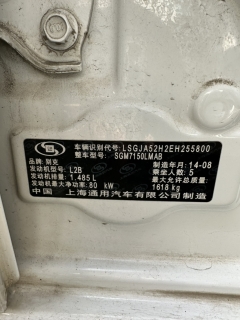 车辆识别代号: LSGJA52H2EH255800
整车型号: SGM7150LMAB
品牌: 别克
制造年月 14-08
发动机型号 L2B
乘坐人数 5
发动机排量: 1.485 L
最大允许总质量
发动机最大净功率: 80 kW
1618 kg
中国 上海通用汽车有限公司制造